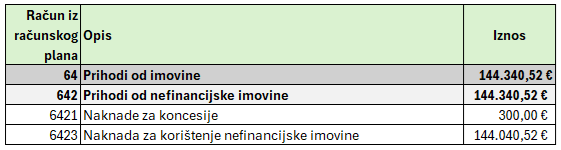 Račun iz računskog plana Opis Iznos
64 Prihodi od imovine 144.340,52 €
642 Prihodi od nefinancijske imovine 144.340,52 €
6421 Naknade za koncesije 300,00 €
6423 Naknada za korištenje nefinancijske imovine 144.040,52 €